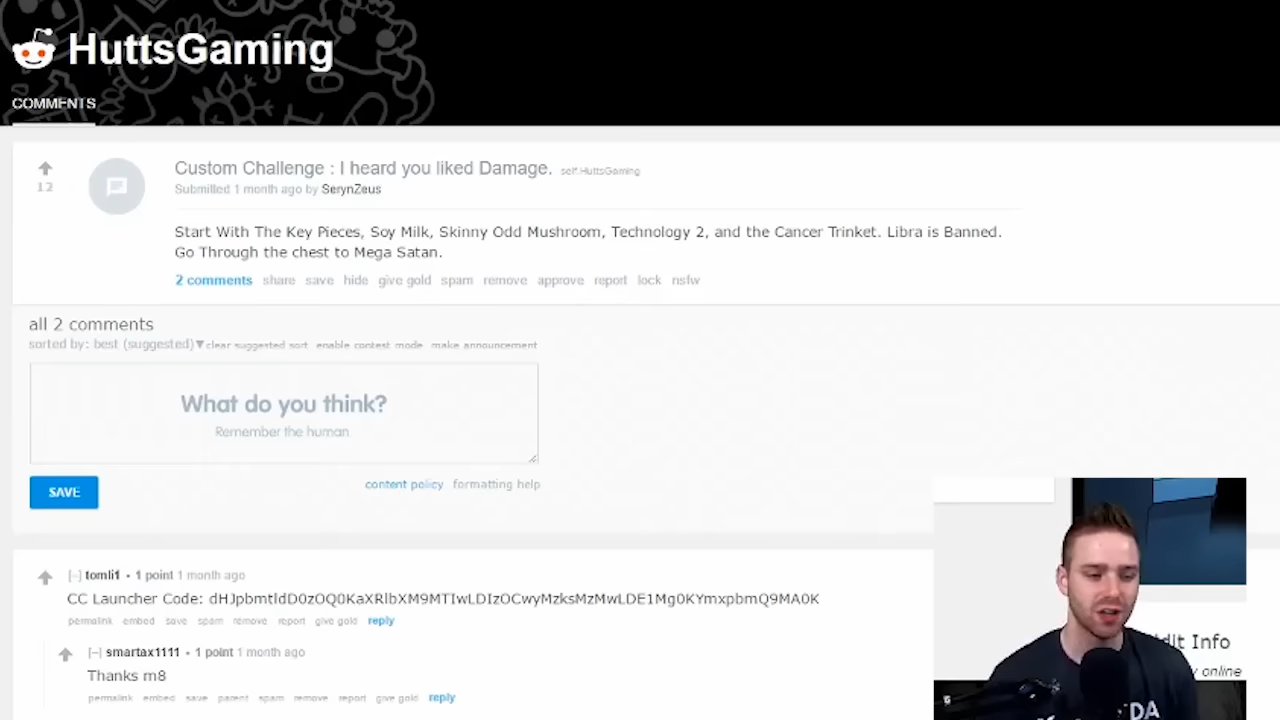 HuttsGaming
COMMENTS
12
Custom Challenge : I heard you liked Damage. self.HuttsGaming
Submitted 1 month ago by SerynZeus
Start With The Key Pieces, Soy Milk, Skinny Odd Mushroom, Technology 2, and the Cancer Trinket. Libra is Banned.
Go Through the chest to Mega Satan.
2 comments share save hide give gold spam remove approve report lock nsfw
all 2 comments
sorted by: best (suggested)▼clear suggested sort enable contest mode make announcement
What do you think?
Remember the human
SAVE
content policy formatting help
[–] tomli1 • 1 point 1 month ago
CC Launcher Code: dHJpbmtldD0zOQ0KaXRlbXM9MTIwLDIzOCwyMzksMzMwLDE1Mg0KYmxpbmQ9MA0K
permalink embed save spam remove report give gold reply
[–] smartax1111 • 1 point 1 month ago
Thanks m8
permalink embed save parent spam remove report give gold reply
dit Info
online
DA